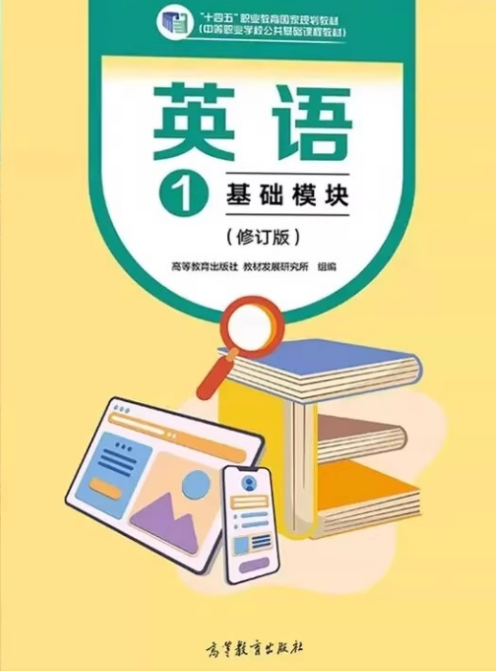 "十四五"职业教育国家规划教材
(中等职业学校公共基础课程教材)
英语
1 基础模块
(修订版)
高等教育出版社 教材发展研究所 组编
高等教育出版社